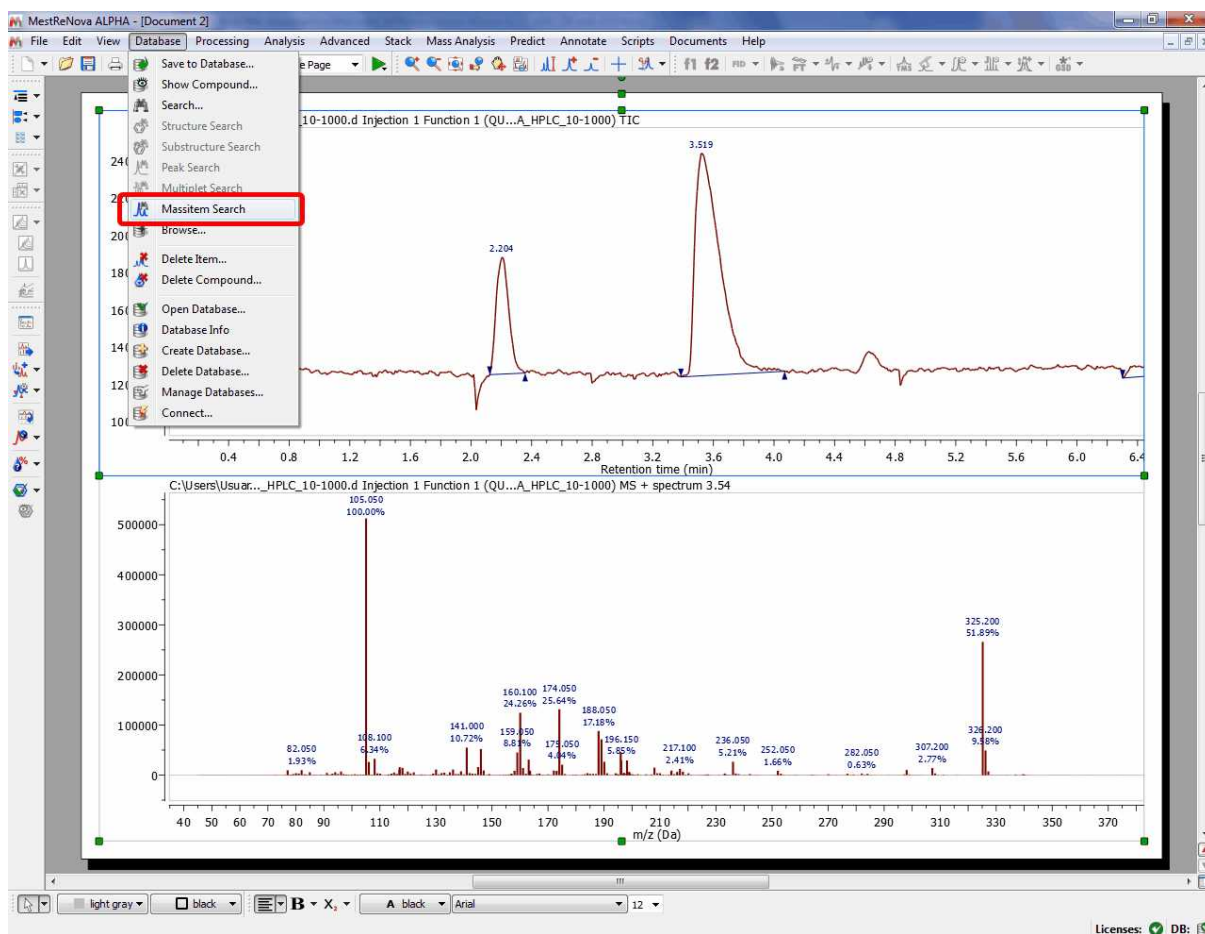 MestReNova ALPHA - [Document 2]
File Edit View Database Processing Analysis Advanced Stack Mass Analysis Predict Annotate Scripts Documents Help
Save to Database...
e Page
f1 f2
Show Compound...
Search...
Structure Search
Substructure Search
Peak Search
Multiplet Search
Massitem Search
Browse...
Delete Item...
Delete Compound...
Open Database...
Database Info
Create Database...
Delete Database...
Manage Databases...
Connect...
_10-1000.d Injection 1 Function 1 (QU...A_HPLC_10-1000) TIC
3.519
2.204
0.4 0.8 1.2 1.6 2.0 2.4 2.8 3.2 3.6 4.0 4.4 4.8 5.2 5.6 6.0 6.4
Retention time (min)
C:\Users\Usuar..._HPLC_10-1000.d Injection 1 Function 1 (QU...A_HPLC_10-1000) MS + spectrum 3.54
105.050
100.00%
500000
400000
300000
325.200
51.89%
200000
160.100 174.050
24.26% 25.64%
188.050
17.18%
100000
141.000
10.72%
82.050
1.93%
108.100
6.34%
159.050
8.81%
175.050
4.04%
196.150
5.85%
217.100
2.41%
236.050
5.21%
252.050
1.66%
282.050
0.63%
307.200
2.77%
326.200
9.58%
0
40 50 60 70 80 90 110 130 150 170 190 210 230 250 270 290 310 330 350 370
m/z (Da)
light gray black B X₂ A black Arial 12
Licenses: DB: